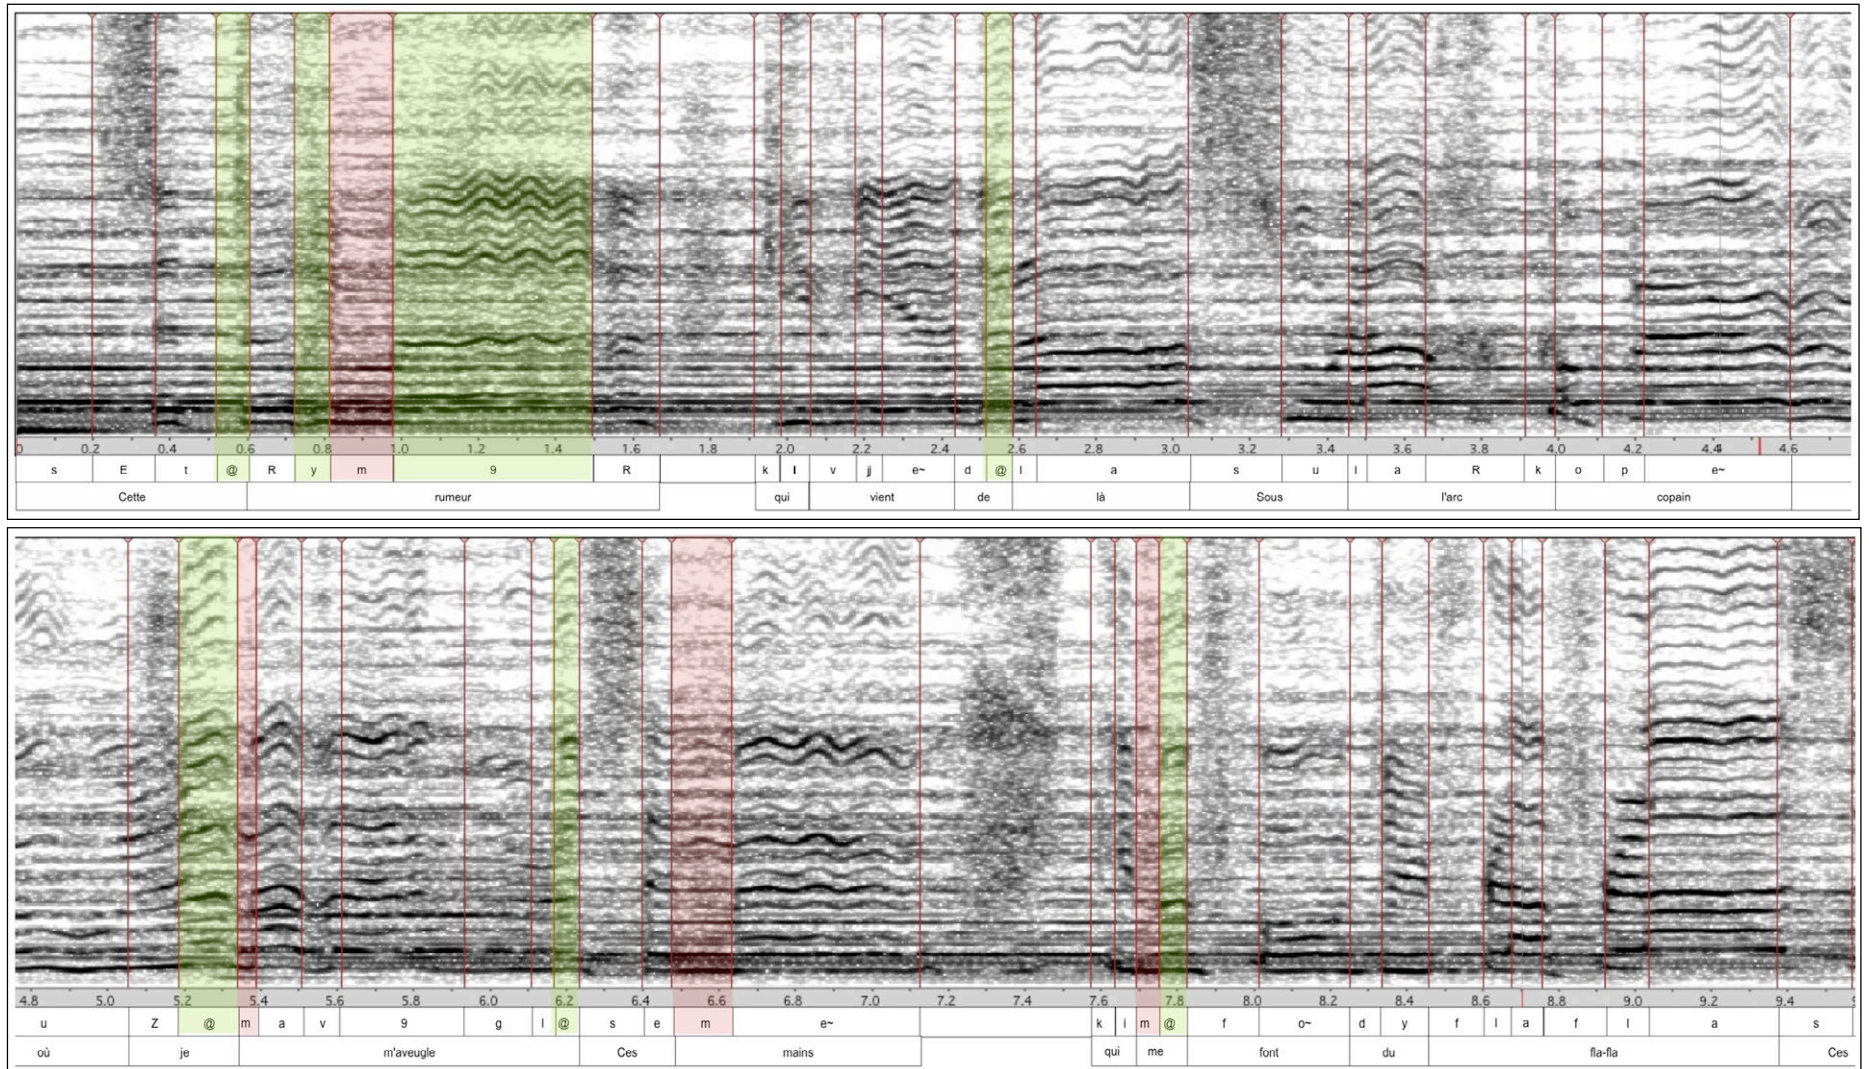 0 0.2 0.4 0.6 0.8 1.0 1.2 1.4 1.6 1.8 2.0 2.2 2.4 2.6 2.8 3.0 3.2 3.4 3.6 3.8 4.0 4.2 4.4 4.6
s E t @ R y m 9 R k I v jj e~ d @ l a s u l a R k o p e~
Cette rumeur qui vient de là Sous l'arc copain
4.8 5.0 5.2 5.4 5.6 5.8 6.0 6.2 6.4 6.6 6.8 7.0 7.2 7.4 7.6 7.8 8.0 8.2 8.4 8.6 8.8 9.0 9.2 9.4
u Z @ m a v 9 g l @ s e m e~ k i m @ f o~ d y f l a f l a s
où je m'aveugle Ces mains qui me font du fla-fla Ces